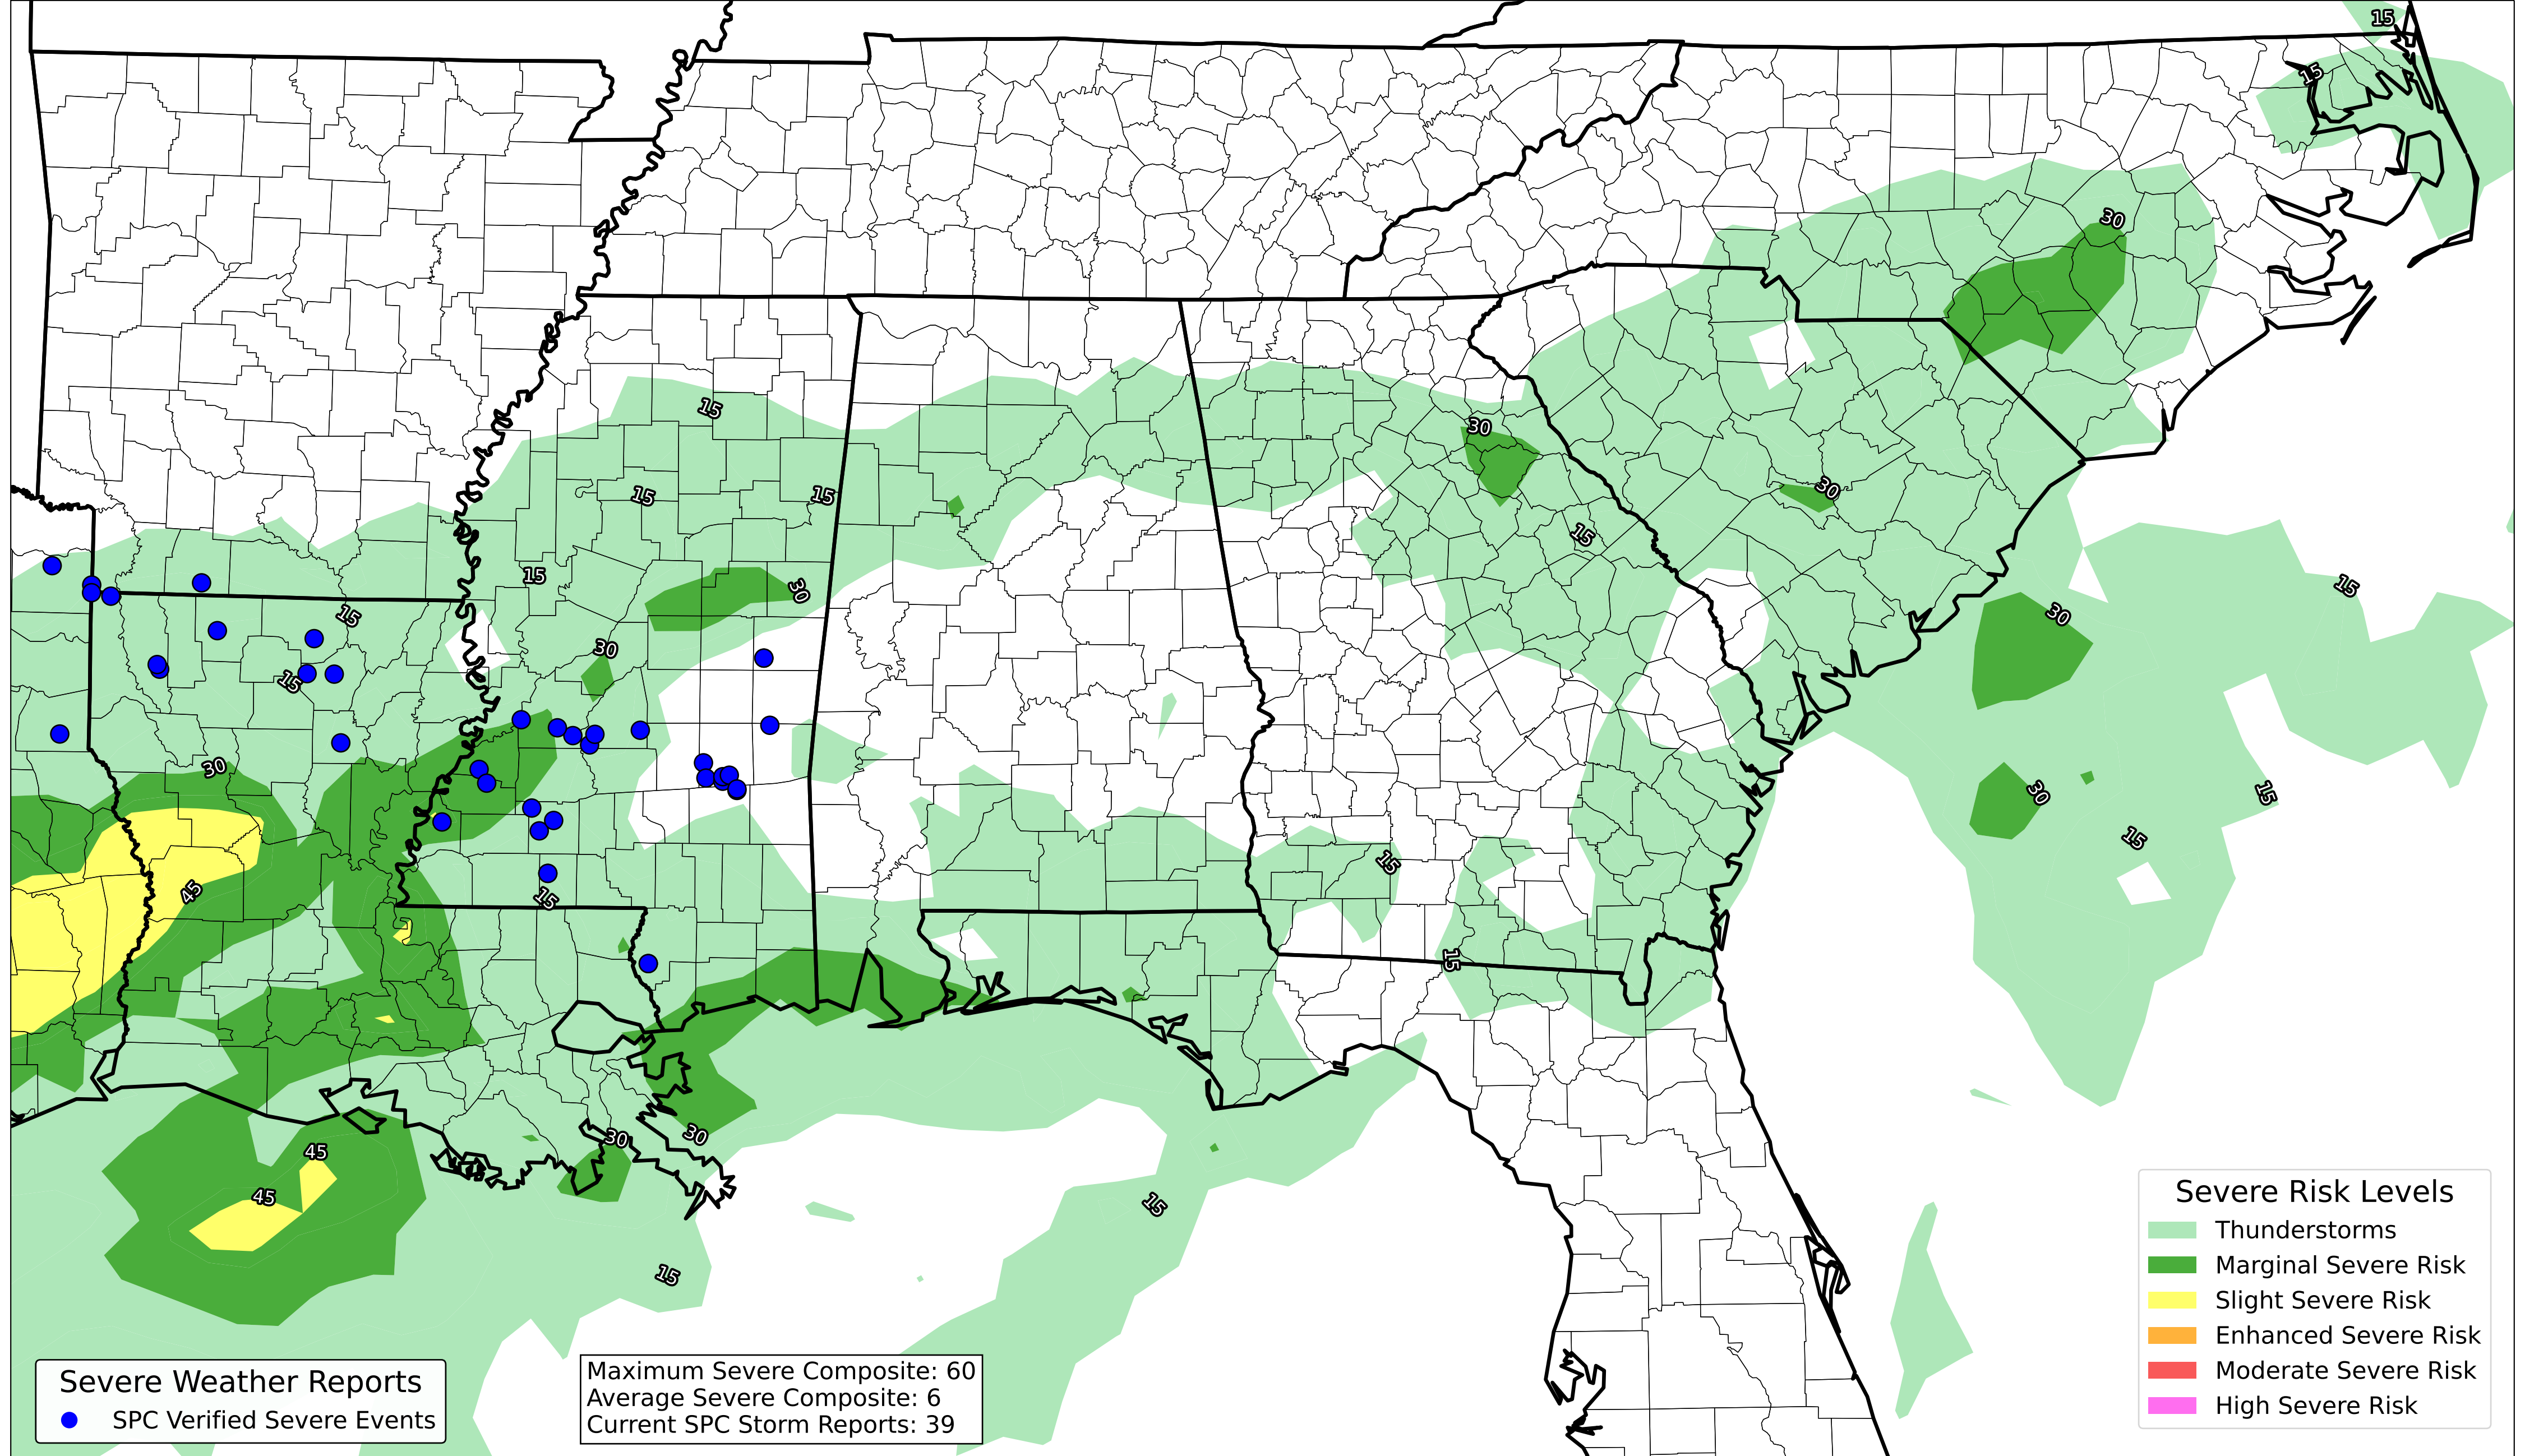 15
15
30
15
30
15
15
30
15
15
15
30
15
30
15
30
15
30
30
15
15
15
45
15
15
30
30
45
45
15
15
Severe Risk Levels
Thunderstorms
Marginal Severe Risk
Slight Severe Risk
Enhanced Severe Risk
Moderate Severe Risk
High Severe Risk
Severe Weather Reports
SPC Verified Severe Events
Maximum Severe Composite: 60
Average Severe Composite: 6
Current SPC Storm Reports: 39